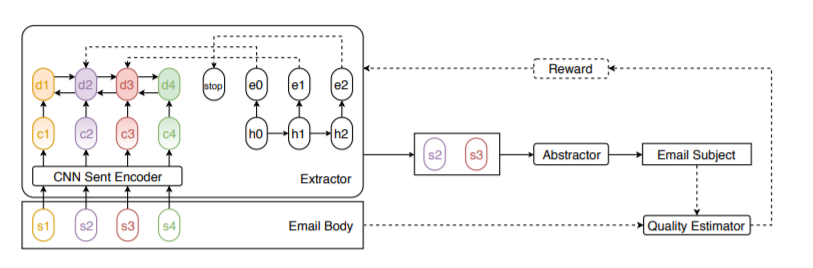 Reward
d1 d2 d3 d4 stop e0 e1 e2
c1 c2 c3 c4 h0 h1 h2
s2 s3 Abstractor Email Subject
CNN Sent Encoder
Extractor
s1 s2 s3 s4 Email Body Quality Estimator